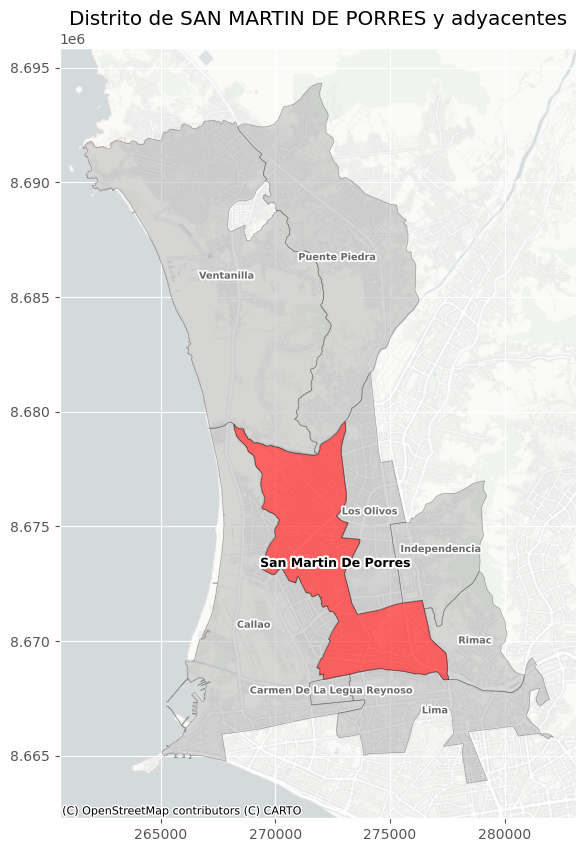 Distrito de SAN MARTIN DE PORRES y adyacentes
1e6
8.695
8.690
8.685
8.680
8.675
8.670
8.665
Puente Piedra
Ventanilla
Los Olivos
Independencia
San Martin De Porres
Callao
Rimac
Carmen De La Legua Reynoso
Lima
(C) OpenStreetMap contributors (C) CARTO
265000 270000 275000 280000